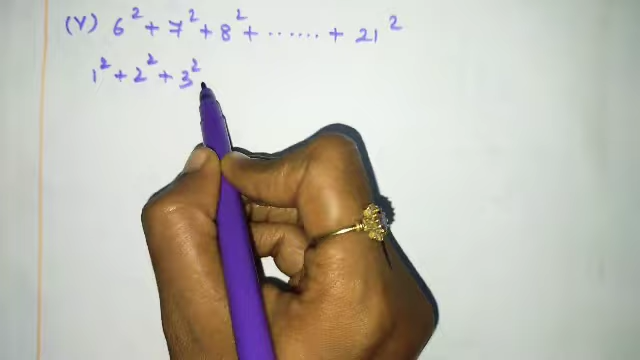 (V) 6² + 7² + 8² + ...... + 21²
1² + 2² + 3²